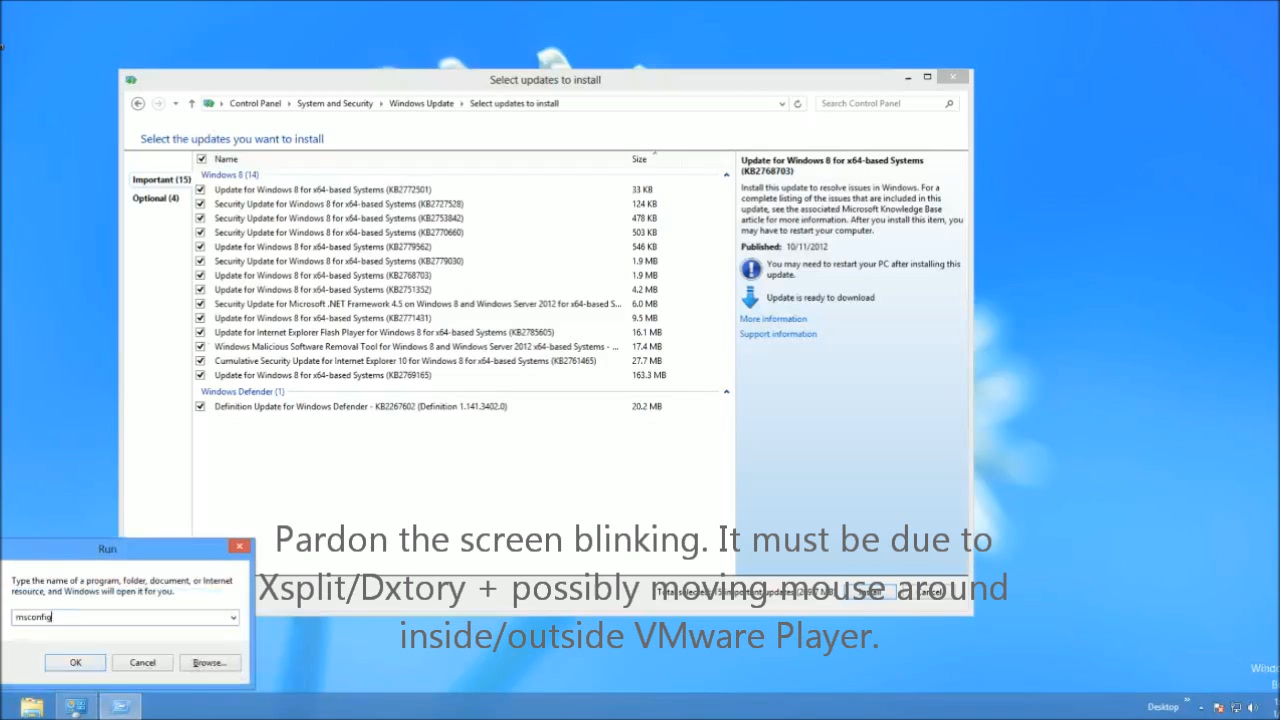 Select updates to install
Control Panel
System and Security
Windows Update
Select updates to install
Search Control Panel
Select the updates you want to install
Important (15)
Optional (4)
Name
Size
Windows 8 (14)
Update for Windows 8 for x64-based Systems (KB2772501) 33 KB
Security Update for Windows 8 for x64-based Systems (KB2727528) 124 KB
Security Update for Windows 8 for x64-based Systems (KB2753842) 478 KB
Security Update for Windows 8 for x64-based Systems (KB2770660) 503 KB
Update for Windows 8 for x64-based Systems (KB2779562) 546 KB
Security Update for Windows 8 for x64-based Systems (KB2779030) 1.9 MB
Update for Windows 8 for x64-based Systems (KB2768703) 1.9 MB
Update for Windows 8 for x64-based Systems (KB2751352) 4.2 MB
Security Update for Microsoft .NET Framework 4.5 on Windows 8 and Windows Server 2012 for x64-based S... 6.0 MB
Update for Windows 8 for x64-based Systems (KB2771431) 9.5 MB
Update for Internet Explorer Flash Player for Windows 8 for x64-based Systems (KB2785605) 16.1 MB
Windows Malicious Software Removal Tool for Windows 8 and Windows Server 2012 x64-based Systems - ... 17.4 MB
Cumulative Security Update for Internet Explorer 10 for Windows 8 for x64-based Systems (KB2761465) 27.7 MB
Update for Windows 8 for x64-based Systems (KB2769165) 163.3 MB
Windows Defender (1)
Definition Update for Windows Defender - KB2267602 (Definition 1.141.3402.0) 20.2 MB
Update for Windows 8 for x64-based Systems
(KB2768703)
Install this update to resolve issues in Windows. For a
complete listing of the issues that are included in this
update, see the associated Microsoft Knowledge Base
article for more information. After you install this item, you
may have to restart your computer.
Published: 10/11/2012
You may need to restart your PC after installing this
update.
Update is ready to download
More information
Support information
Pardon the screen blinking. It must be due to
Xsplit/Dxtory + possibly moving mouse around
inside/outside VMware Player.
Cancel
Run
Type the name of a program, folder, document, or Internet
resource, and Windows will open it for you.
msconfig
OK
Cancel
Browse...
Desktop